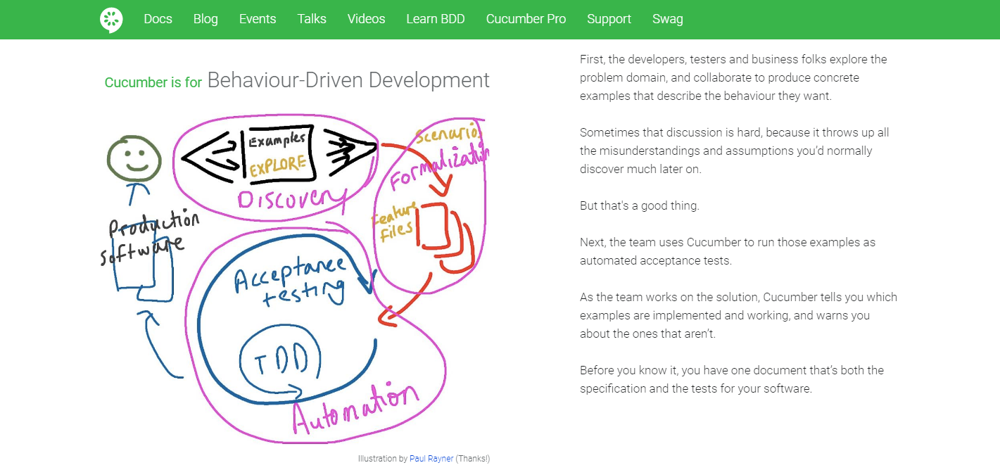 Docs Blog Events Talks Videos Learn BDD Cucumber Pro Support Swag
Cucumber is for Behaviour-Driven Development
Examples
EXPLORE
Discovery
Scenarios
Formalization
Feature
Files
Production
Software
Acceptance
testing
TDD
Automation
Illustration by Paul Rayner (Thanks!)
First, the developers, testers and business folks explore the
problem domain, and collaborate to produce concrete
examples that describe the behaviour they want.
Sometimes that discussion is hard, because it throws up all
the misunderstandings and assumptions you’d normally
discover much later on.
But that's a good thing.
Next, the team uses Cucumber to run those examples as
automated acceptance tests.
As the team works on the solution, Cucumber tells you which
examples are implemented and working, and warns you
about the ones that aren’t.
Before you know it, you have one document that’s both the
specification and the tests for your software.